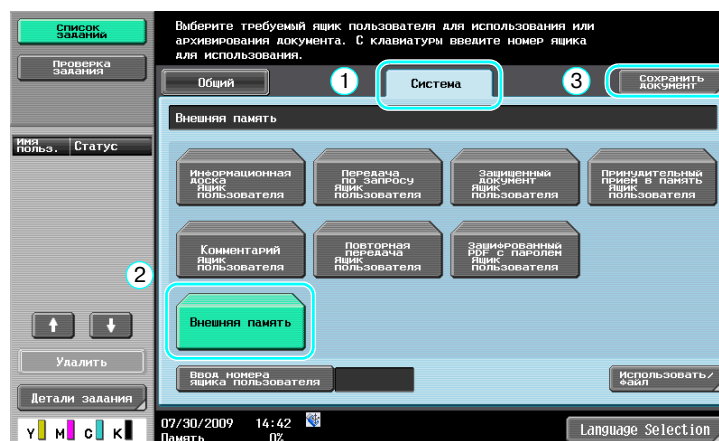 Список
заданий
Проверка
задания
Имя
польз.
Статус
Удалить
Детали задания
Y M C K
Выберите требуемый ящик пользователя для использования или
архивирования документа. С клавиатуры введите номер ящика
для использования.
Общий
1
Система
3
Сохранить
документ
Внешняя память
Информационная
доска
Ящик
пользователя
Передача
по запросу
Ящик
пользователя
Защищенный
документ
Ящик
пользователя
Принудительный
прием в память
Ящик
пользователя
Комментарий
Ящик
пользователя
Повторная
передача
Ящик
пользователя
Зашифрованный
PDF с паролем
Ящик
пользователя
2
Внешняя память
Ввод номера
ящика пользователя
Использовать/
файл
07/30/2009 14:42
Память 0%
Language Selection